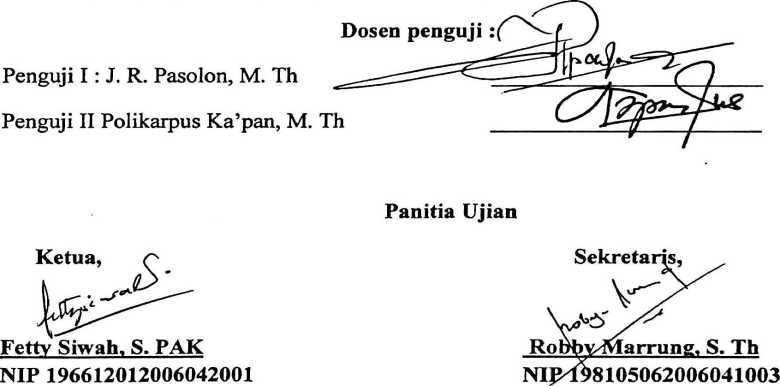 Dosen penguji :
Penguji I : J. R. Pasolon, M. Th
Penguji II Polikarpus Ka'pan, M. Th
Panitia Ujian
Ketua,
Sekretaris,
Fetty Siwah, S. PAK
Robby Marrung, S. Th
NIP 196612012006042001
NIP 198105062006041003